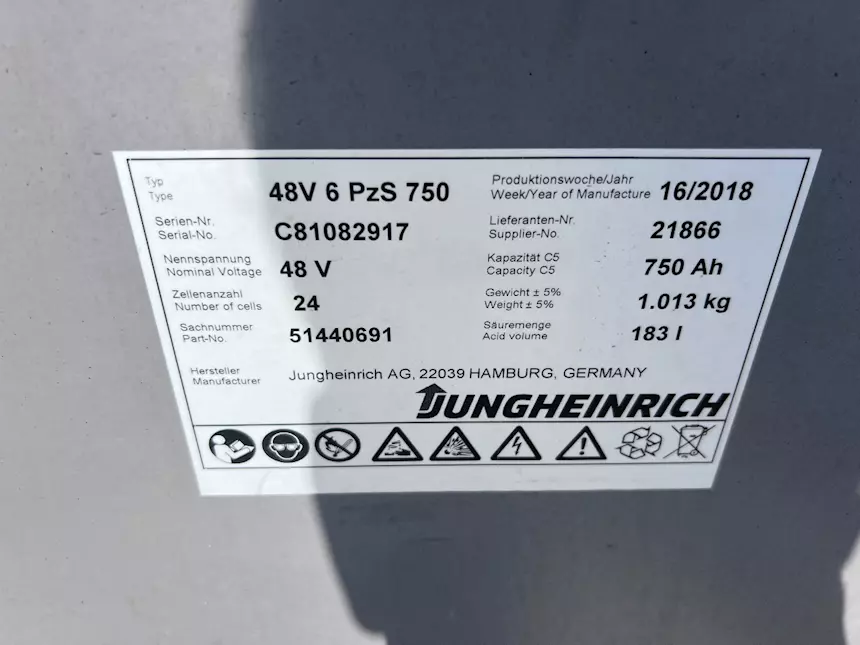 Typ
Type 48V 6 PzS 750
Produktionswoche/Jahr
Week/Year of Manufacture 16/2018
Serien-Nr.
Serial-No. C81082917
Lieferanten-Nr.
Supplier-No. 21866
Nennspannung
Nominal Voltage 48 V
Kapazität C5
Capacity C5 750 Ah
Zellenanzahl
Number of cells 24
Gewicht ± 5%
Weight ± 5% 1.013 kg
Sachnummer
Part-No. 51440691
Säuremenge
Acid volume 183 l
Hersteller
Manufacturer Jungheinrich AG, 22039 HAMBURG, GERMANY
JUNGHEINRICH